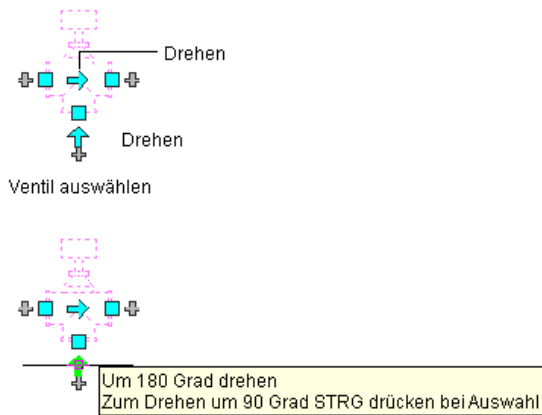 Drehen
Drehen
Ventil auswählen
Um 180 Grad drehen
Zum Drehen um 90 Grad STRG drücken bei Auswahl